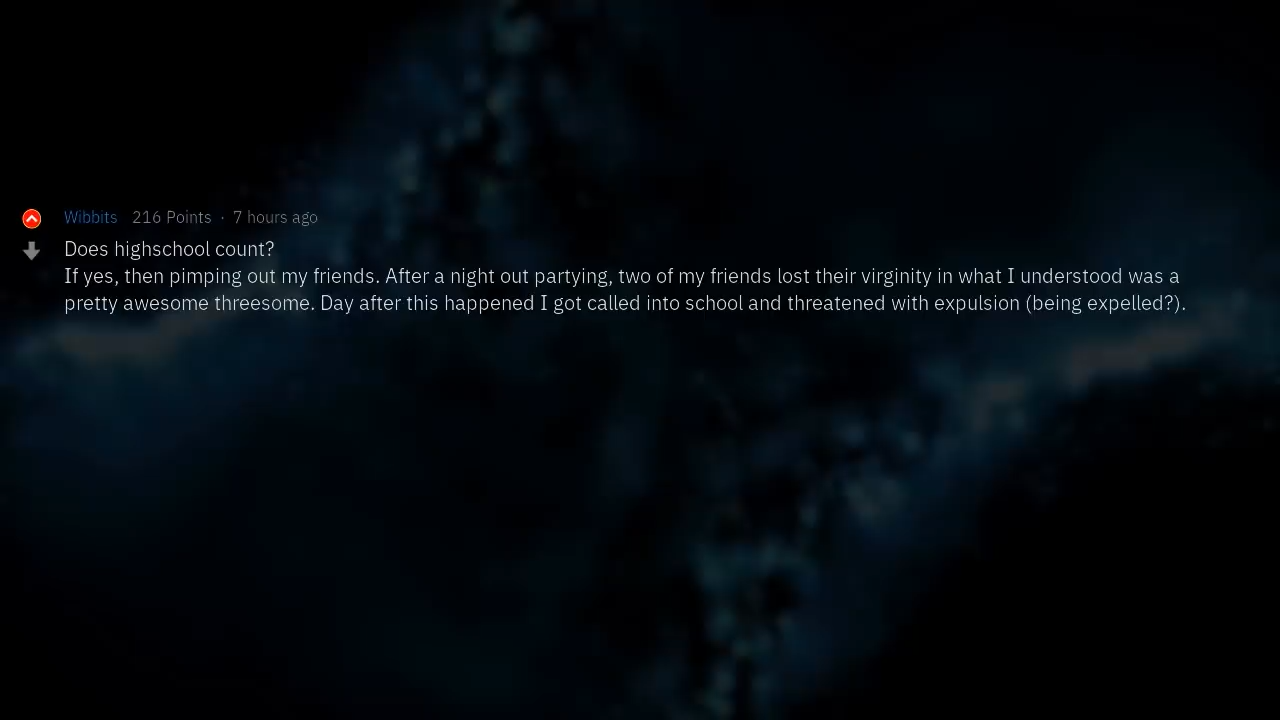 Wibbits 216 Points · 7 hours ago
Does highschool count?
If yes, then pimping out my friends. After a night out partying, two of my friends lost their virginity in what I understood was a
pretty awesome threesome. Day after this happened I got called into school and threatened with expulsion (being expelled?).